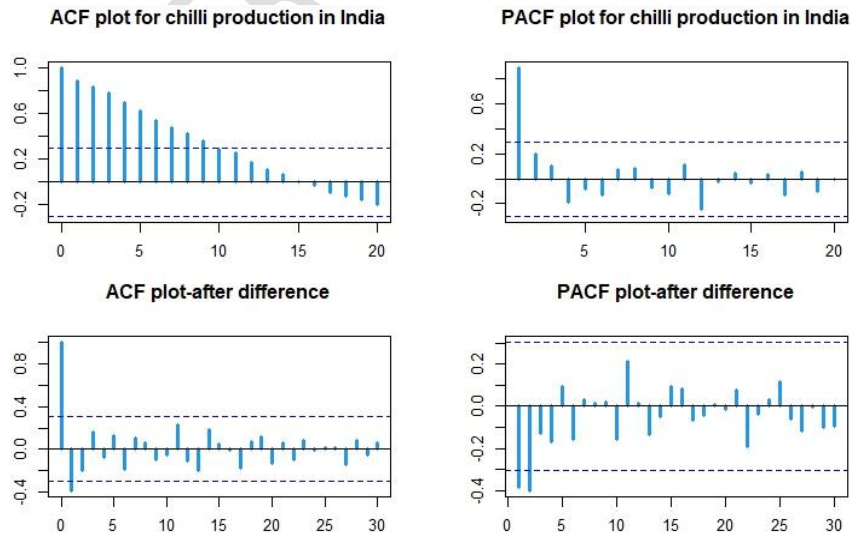 ACF plot for chilli production in India
PACF plot for chilli production in India
1.0
0.6
0.2
-0.2
0 5 10 15 20
0.6
0.2
-0.2
5 10 15 20
ACF plot-after difference
PACF plot-after difference
0.8
0.4
0.0
-0.4
0 5 10 15 20 25 30
0.2
0.0
-0.2
-0.4
0 5 10 15 20 25 30